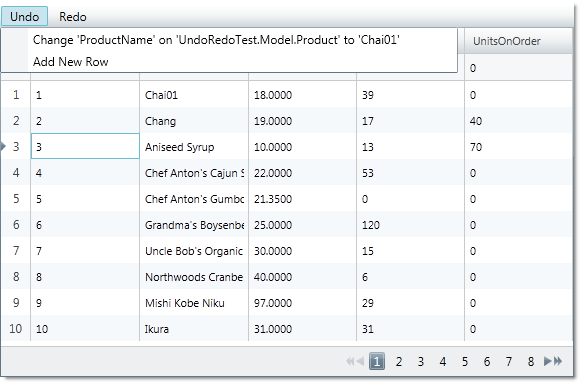 Undo Redo
Change 'ProductName' on 'UndoRedoTest.Model.Product' to 'Chai01'
Add New Row
UnitsOnOrder
0
1 1 Chai01 18.0000 39 0
2 2 Chang 19.0000 17 40
3 3 Aniseed Syrup 10.0000 13 70
4 4 Chef Anton's Cajun S 22.0000 53 0
5 5 Chef Anton's Gumbo 21.3500 0 0
6 6 Grandma's Boysenbe 25.0000 120 0
7 7 Uncle Bob's Organic 30.0000 15 0
8 8 Northwoods Cranbe 40.0000 6 0
9 9 Mishi Kobe Niku 97.0000 29 0
10 10 Ikura 31.0000 31 0
1 2 3 4 5 6 7 8